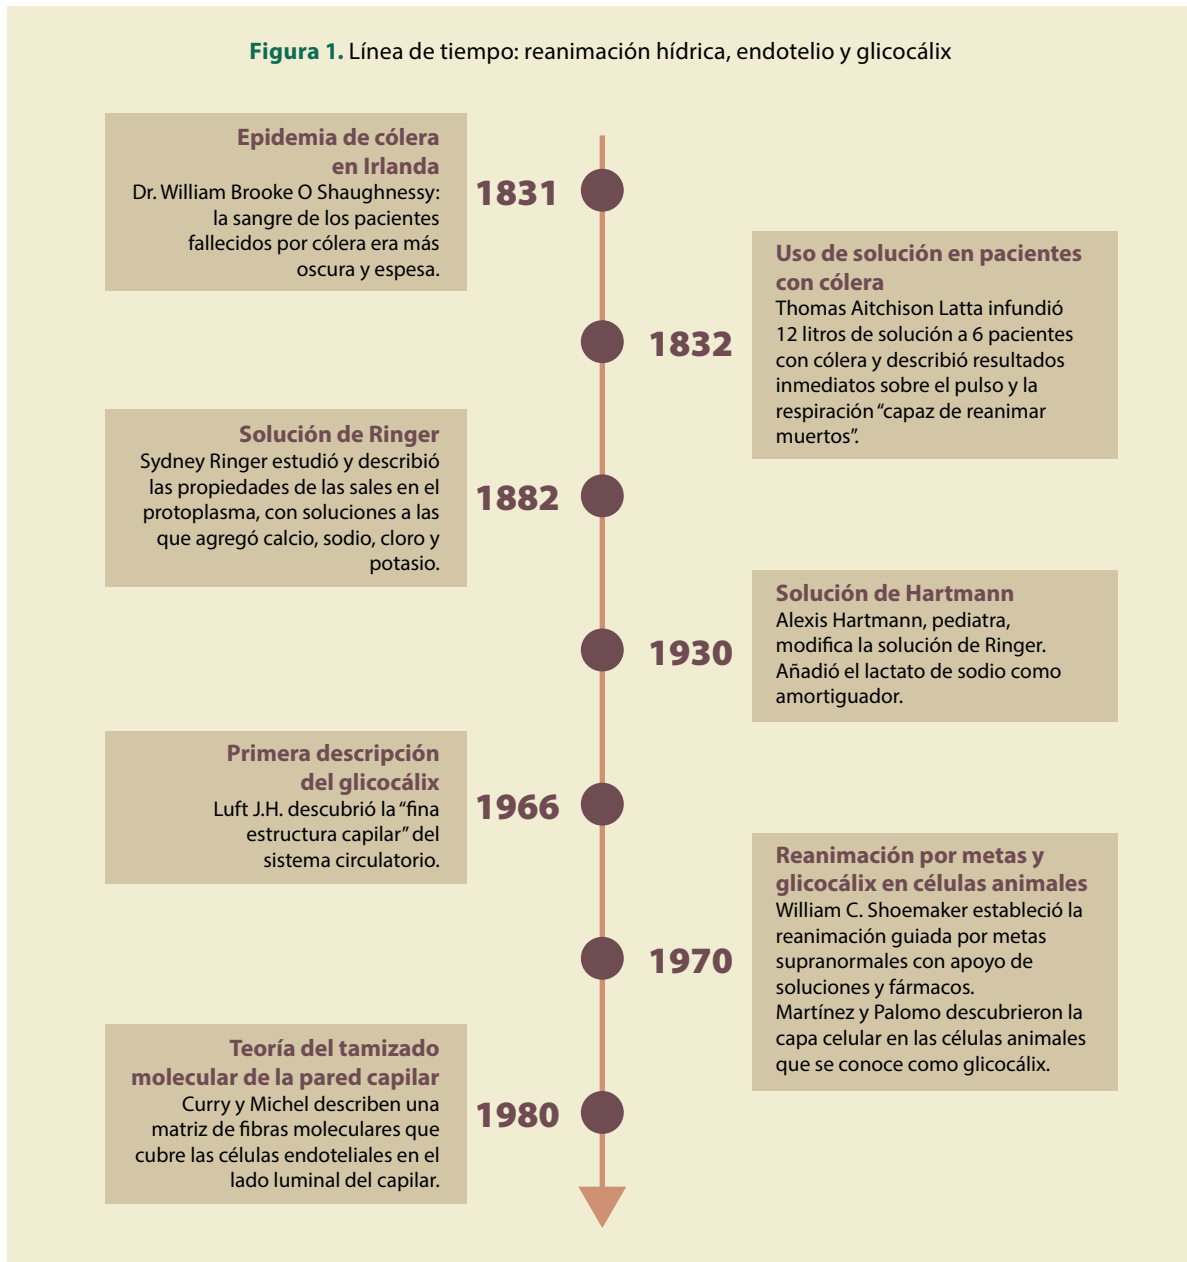 Figura 1. Línea de tiempo: reanimación hídrica, endotelio y glicocálix
Epidemia de cólera
en Irlanda
Dr. William Brooke O Shaughnessy:
la sangre de los pacientes
fallecidos por cólera era más
oscura y espesa.
1831
Uso de solución en pacientes
con cólera
Thomas Aitchison Latta infundió
12 litros de solución a 6 pacientes
con cólera y describió resultados
inmediatos sobre el pulso y la
respiración “capaz de reanimar
muertos”.
1832
Solución de Ringer
Sydney Ringer estudió y describió
las propiedades de las sales en el
protoplasma, con soluciones a las
que agregó calcio, sodio, cloro y
potasio.
1882
Solución de Hartmann
Alexis Hartmann, pediatra,
modifica la solución de Ringer.
Añadió el lactato de sodio como
amortiguador.
1930
Primera descripción
del glicocálix
Luft J.H. descubrió la “fina
estructura capilar” del
sistema circulatorio.
1966
Reanimación por metas y
glicocálix en células animales
William C. Shoemaker estableció la
reanimación guiada por metas
supranormales con apoyo de
soluciones y fármacos.
Martínez y Palomo descubrieron la
capa celular en las células animales
que se conoce como glicocálix.
1970
Teoría del tamizado
molecular de la pared capilar
Curry y Michel describen una
matriz de fibras moleculares que
cubre las células endoteliales en el
lado luminal del capilar.
1980